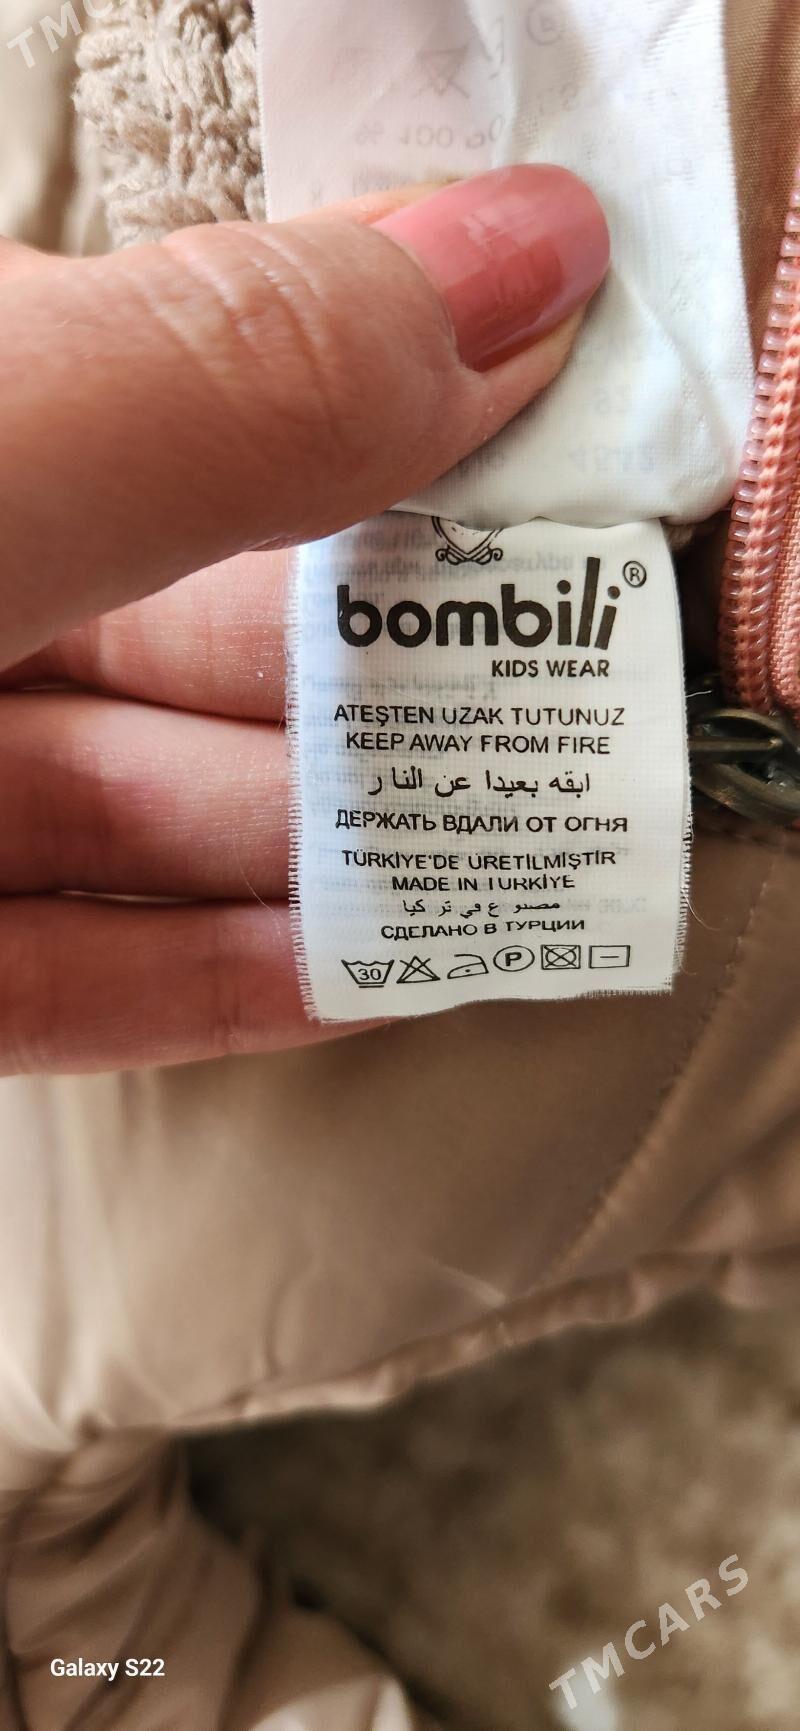 TMCARS
bombili®
KIDS WEAR
ATEŞTEN UZAK TUTUNUZ
KEEP AWAY FROM FIRE
ابقه بعيدا عن النار
ДЕРЖАТЬ ВДАЛИ ОТ ОГНЯ
TÜRKİYE'DE ÜRETİLMİŞTİR
MADE IN TURKİYE
مصنوع في تركيا
СДЕЛАНО В ТУРЦИИ
30 P
Galaxy S22
TMCARS